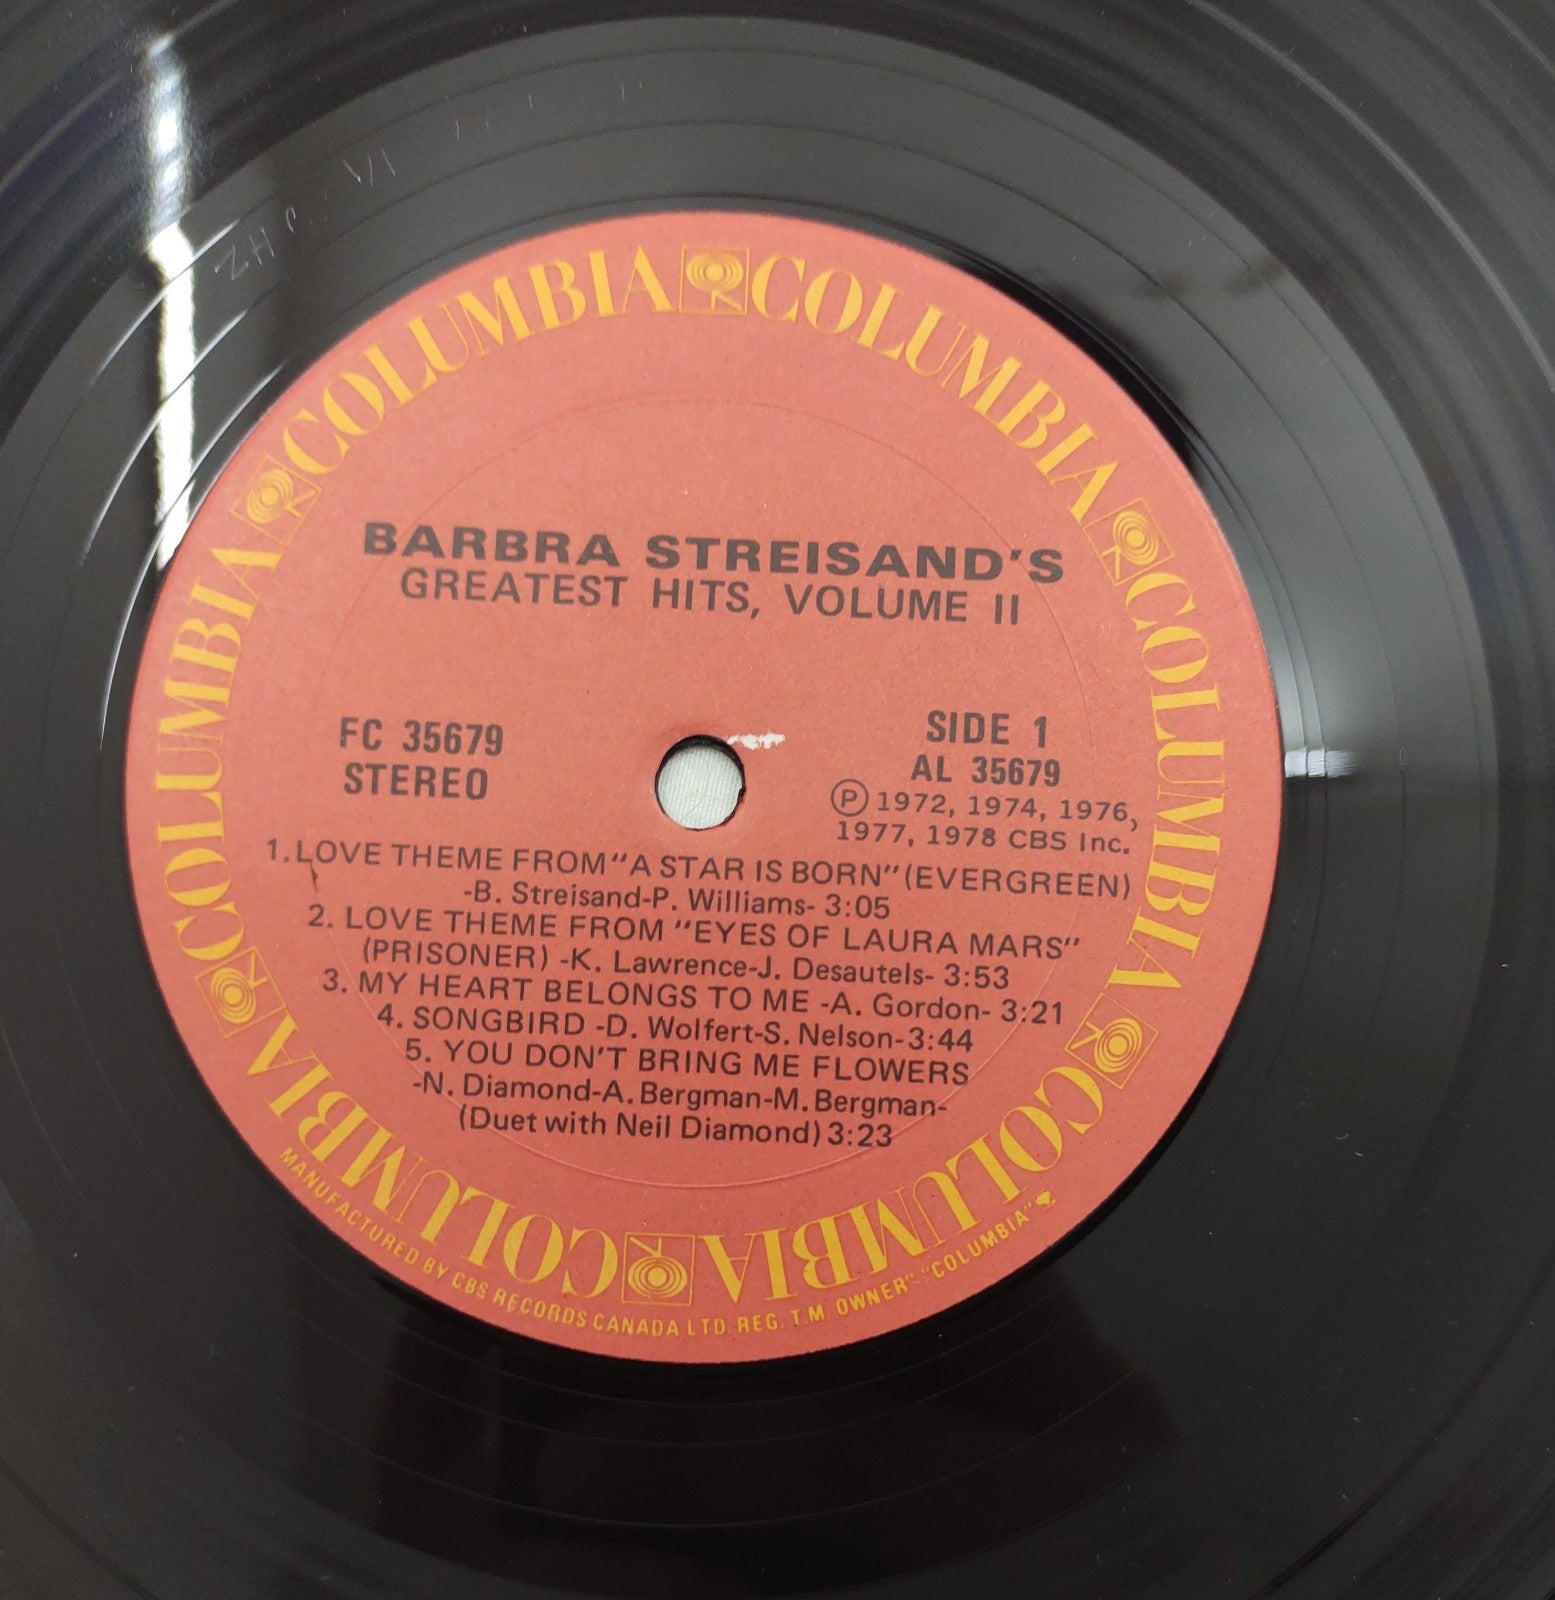 COLUMBIA COLUMBIA COLUMBIA COLUMBIA COLUMBIA COLUMBIA COLUMBIA COLUMBIA
BARBRA STREISAND'S
GREATEST HITS, VOLUME II
FC 35679
STEREO
SIDE 1
AL 35679
Ⓟ 1972, 1974, 1976,
1977, 1978 CBS Inc.
1. LOVE THEME FROM "A STAR IS BORN" (EVERGREEN)
-B. Streisand-P. Williams- 3:05
2. LOVE THEME FROM "EYES OF LAURA MARS"
(PRISONER) -K. Lawrence-J. Desautels- 3:53
3. MY HEART BELONGS TO ME -A. Gordon- 3:21
4. SONGBIRD -D. Wolfert-S. Nelson-3:44
5. YOU DON'T BRING ME FLOWERS
-N. Diamond-A. Bergman-M. Bergman-
(Duet with Neil Diamond) 3:23
MANUFACTURED BY CBS RECORDS CANADA LTD. REG. T.M. OWNER"-"COLUMBIA"